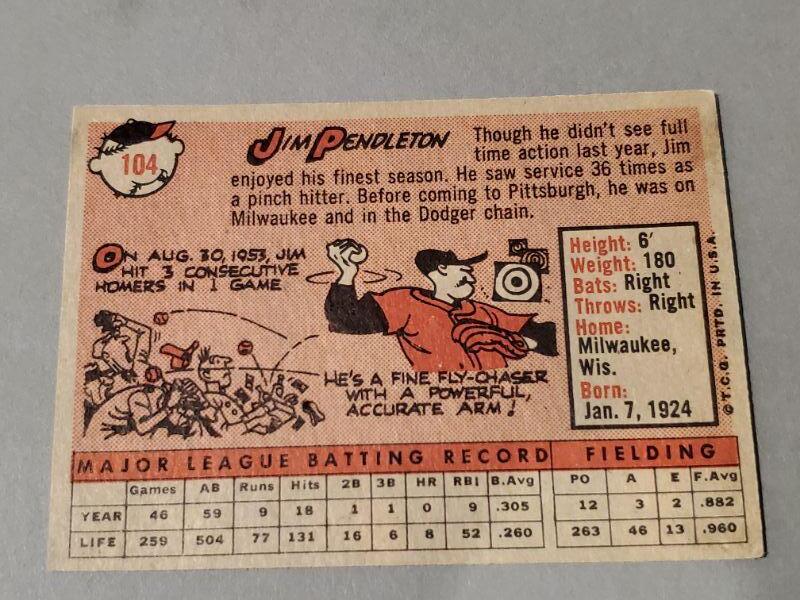 104
JIM PENDLETON
Though he didn't see full
time action last year, Jim
enjoyed his finest season. He saw service 36 times as
a pinch hitter. Before coming to Pittsburgh, he was on
Milwaukee and in the Dodger chain.
ON AUG. 30, 1953, JIM
HIT 3 CONSECUTIVE
HOMERS IN 1 GAME
HE'S A FINE FLY-CHASER
WITH A POWERFUL,
ACCURATE ARM!
Height: 6'
Weight: 180
Bats: Right
Throws: Right
Home:
Milwaukee,
Wis.
Born:
Jan. 7, 1924
© T.C.G. PRTD. IN U.S.A.
MAJOR LEAGUE BATTING RECORD FIELDING
Games AB Runs Hits 2B 3B HR RBI B.Avg PO A E F.Avg
YEAR 46 59 9 18 1 1 0 9 .305 12 3 2 .882
LIFE 259 504 77 131 16 6 8 52 .260 263 46 13 .960